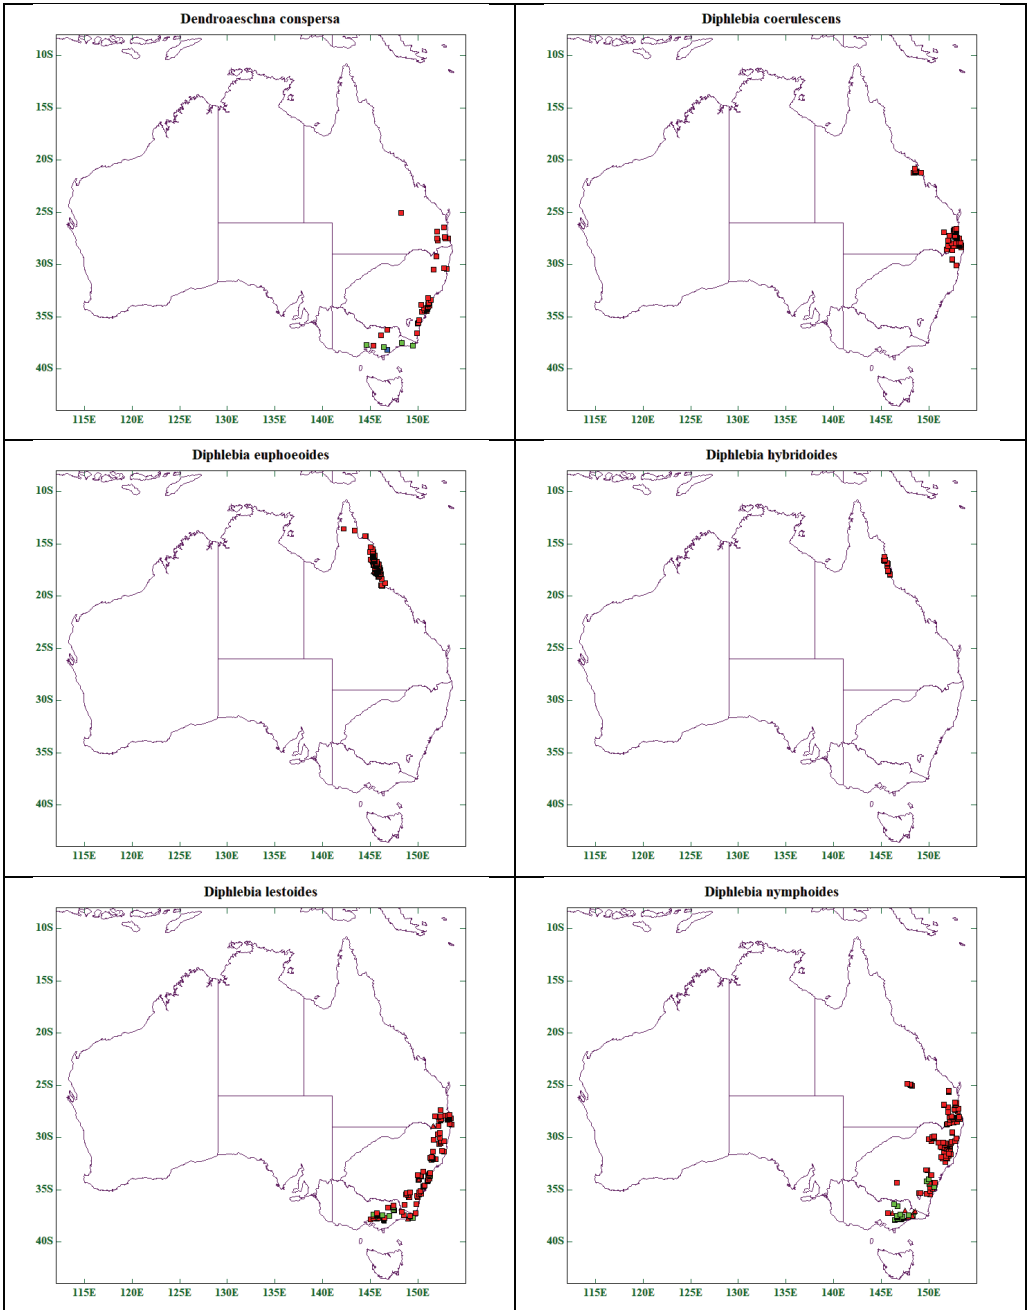 Dendroaeschna conspersa
10S
15S
20S
25S
30S
35S
40S
115E 120E 125E 130E 135E 140E 145E 150E
Diphlebia coerulescens
10S
15S
20S
25S
30S
35S
40S
115E 120E 125E 130E 135E 140E 145E 150E
Diphlebia euphoeoides
10S
15S
20S
25S
30S
35S
40S
115E 120E 125E 130E 135E 140E 145E 150E
Diphlebia hybridoides
10S
15S
20S
25S
30S
35S
40S
115E 120E 125E 130E 135E 140E 145E 150E
Diphlebia lestoides
10S
15S
20S
25S
30S
35S
40S
115E 120E 125E 130E 135E 140E 145E 150E
Diphlebia nymphoides
10S
15S
20S
25S
30S
35S
40S
115E 120E 125E 130E 135E 140E 145E 150E